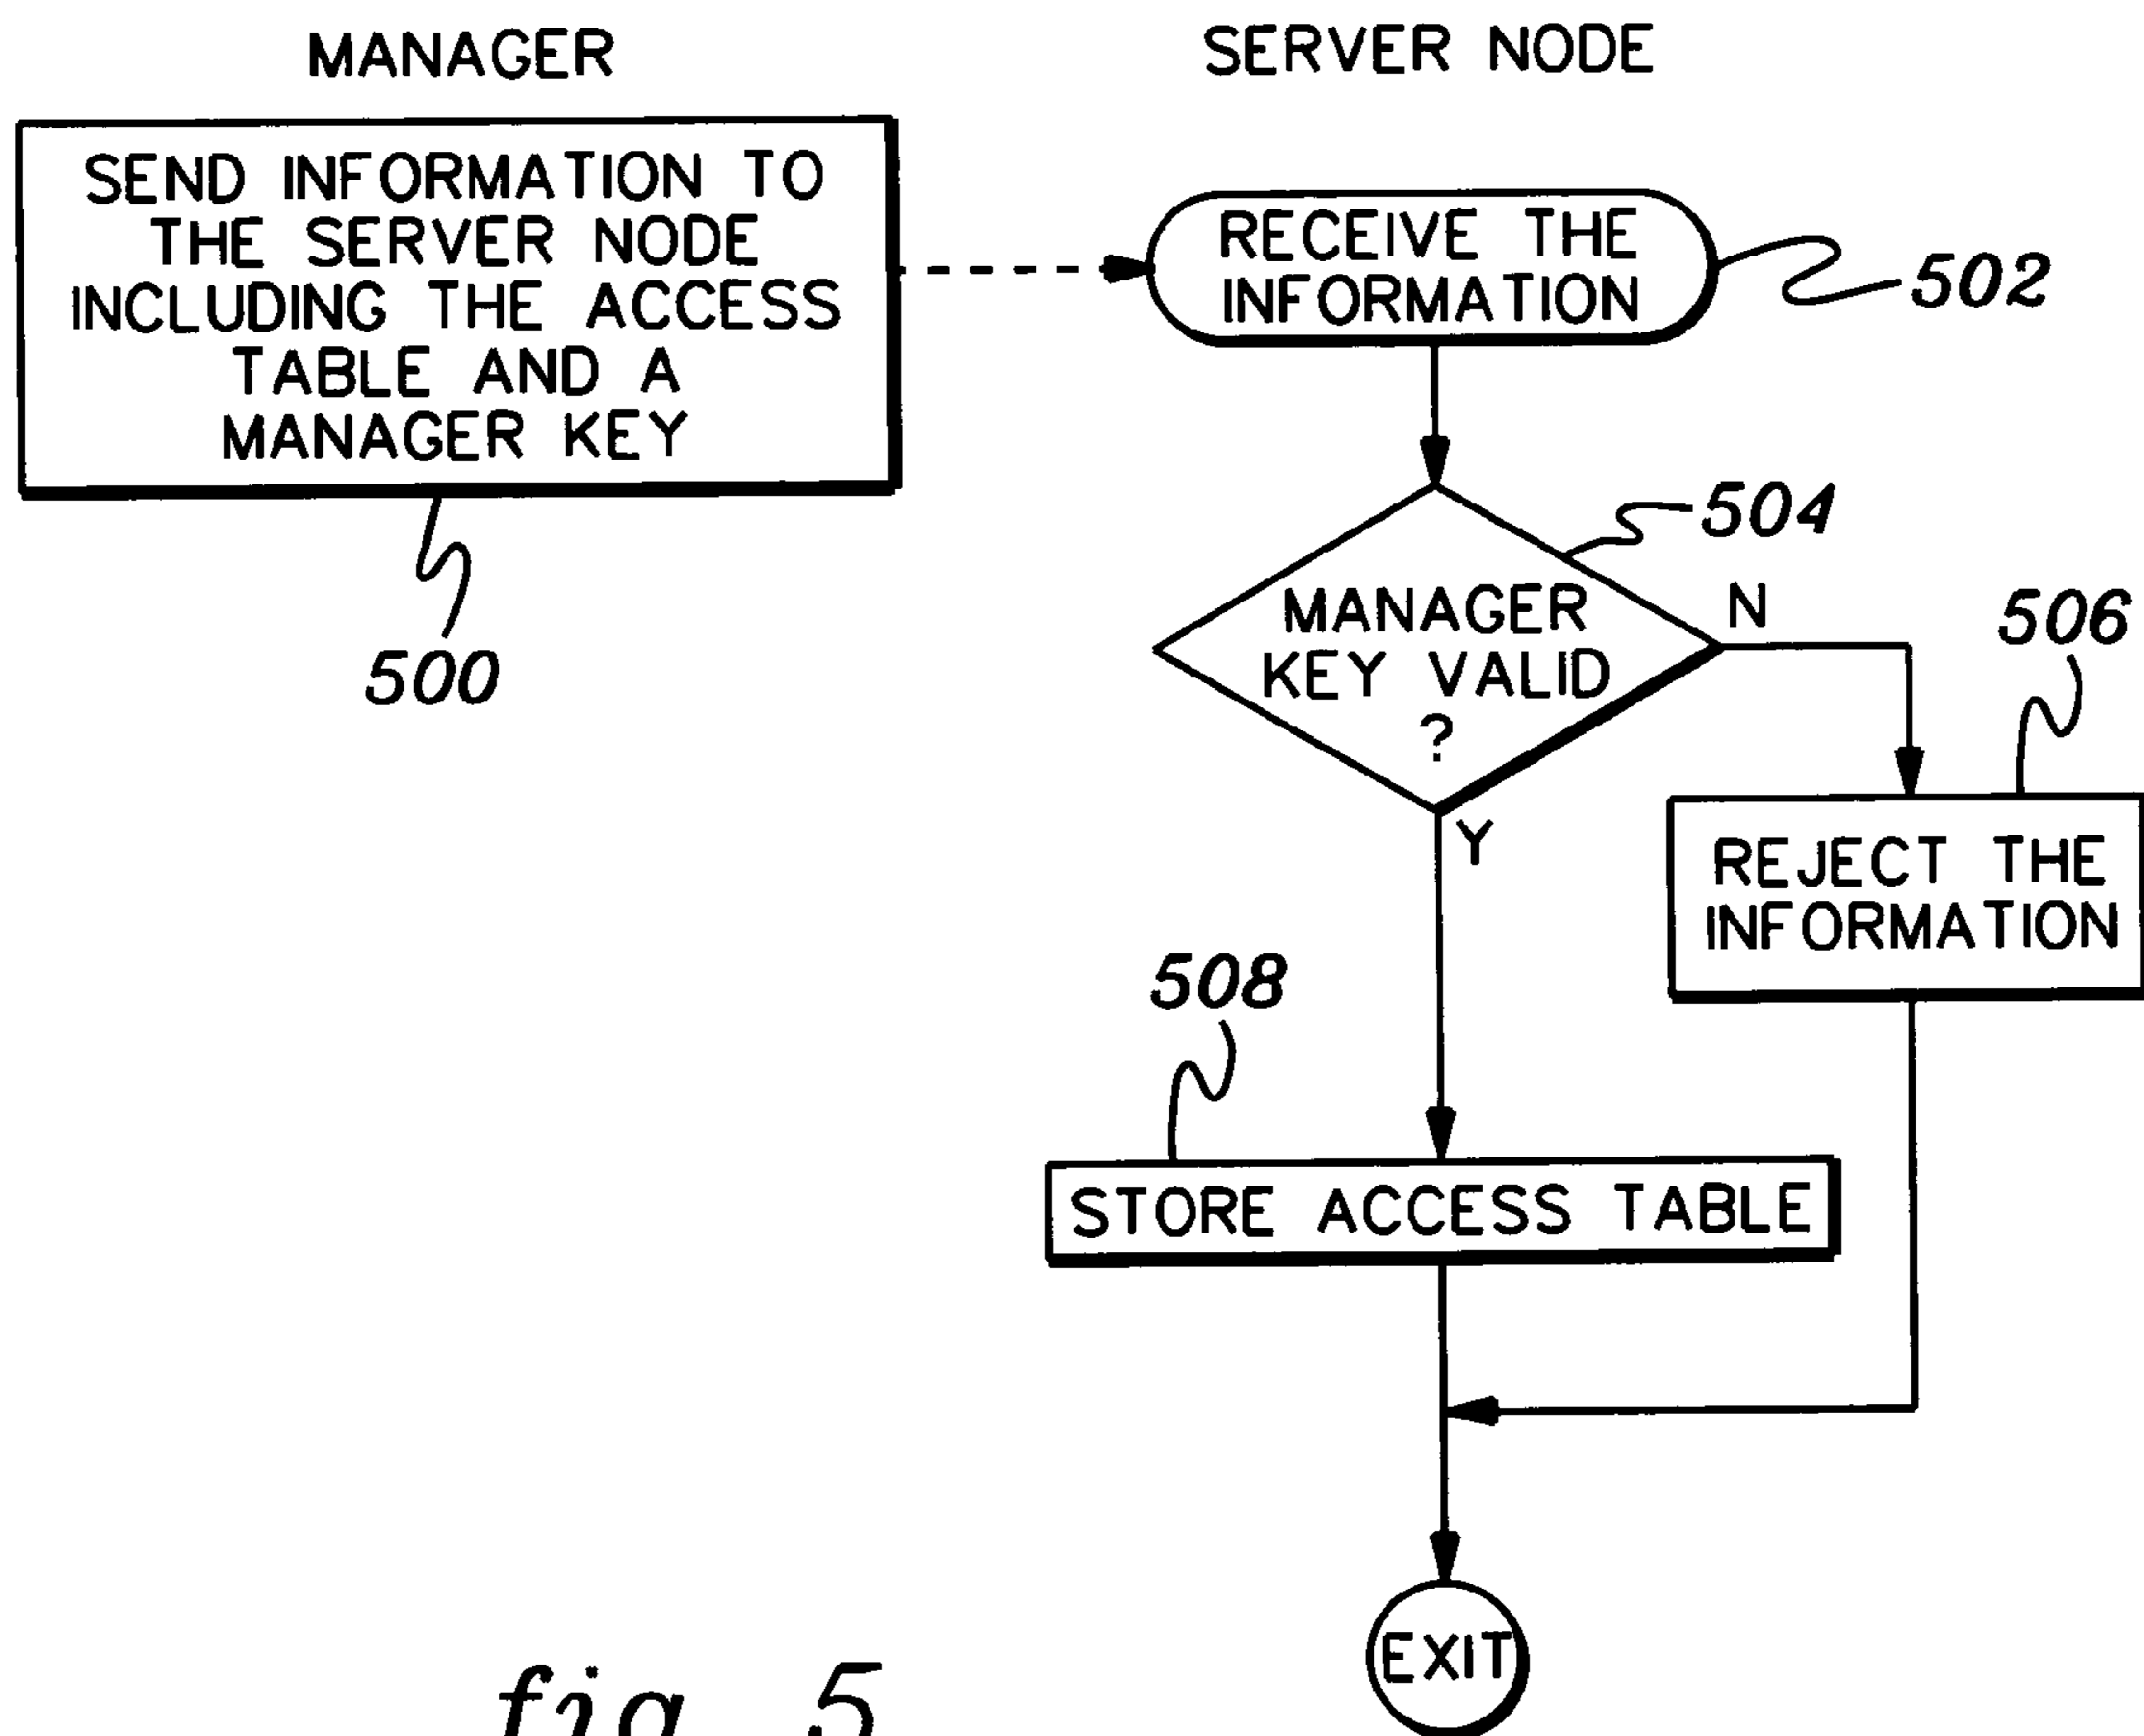 MANAGER
SEND INFORMATION TO
THE SERVER NODE
INCLUDING THE ACCESS
TABLE AND A
MANAGER KEY
500
SERVER NODE
RECEIVE THE
INFORMATION
502
504
MANAGER
KEY VALID
?
N
Y
506
REJECT THE
INFORMATION
508
STORE ACCESS TABLE
EXIT
fig. 5